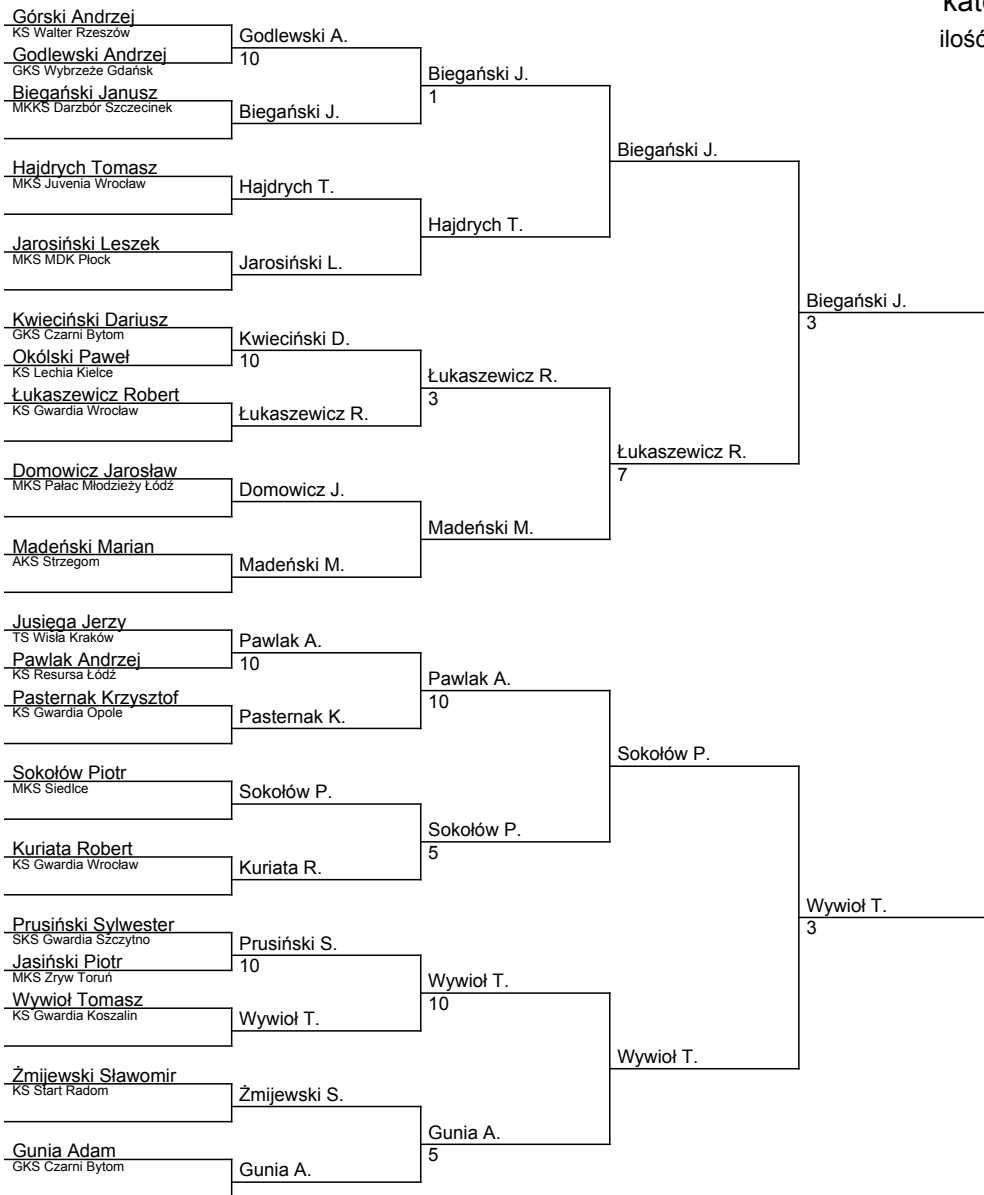 kate
ilość
Górski Andrzej
KS Walter Rzeszów
Godlewski A.
10
Godlewski Andrzej
GKS Wybrzeże Gdańsk
Biegański J.
1
Biegański Janusz
MKKS Darzbór Szczecinek
Biegański J.
Biegański J.
Hajdrych Tomasz
MKS Juvenia Wrocław
Hajdrych T.
Hajdrych T.
Jarosiński Leszek
MKS MDK Płock
Jarosiński L.
Biegański J.
3
Kwieciński Dariusz
GKS Czarni Bytom
Kwieciński D.
10
Okólski Paweł
KS Lechia Kielce
Łukaszewicz R.
3
Łukaszewicz Robert
KS Gwardia Wrocław
Łukaszewicz R.
Łukaszewicz R.
7
Domowicz Jarosław
MKS Pałac Młodzieży Łódź
Domowicz J.
Madeński M.
Madeński Marian
AKS Strzegom
Madeński M.
Jusięga Jerzy
TS Wisła Kraków
Pawlak A.
10
Pawlak Andrzej
KS Resursa Łódź
Pawlak A.
10
Pasternak Krzysztof
KS Gwardia Opole
Pasternak K.
Sokołów P.
Sokołów Piotr
MKS Siedlce
Sokołów P.
Sokołów P.
5
Kuriata Robert
KS Gwardia Wrocław
Kuriata R.
Wywioł T.
3
Prusiński Sylwester
SKS Gwardia Szczytno
Prusiński S.
10
Jasiński Piotr
MKS Zryw Toruń
Wywioł T.
10
Wywioł Tomasz
KS Gwardia Koszalin
Wywioł T.
Wywioł T.
Żmijewski Sławomir
KS Start Radom
Żmijewski S.
Gunia A.
5
Gunia Adam
GKS Czarni Bytom
Gunia A.